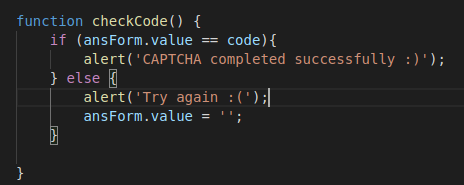 function checkCode() {
if (ansForm.value == code){
alert('CAPTCHA completed successfully :)');
} else {
alert('Try again :(');
ansForm.value = '';
}
}